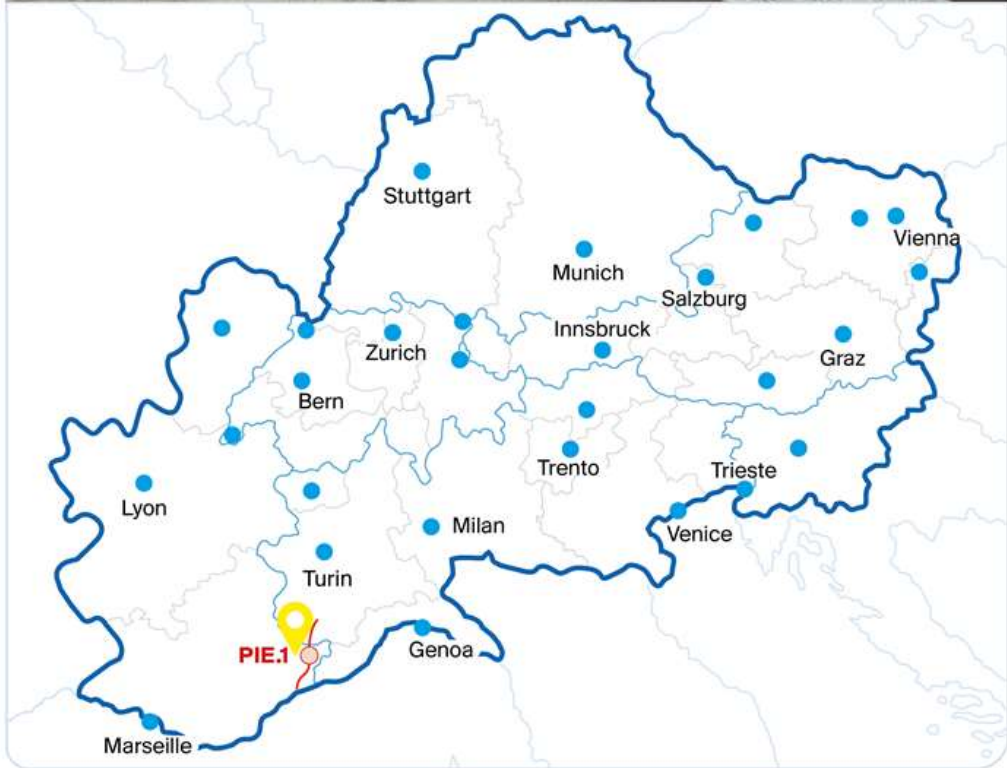 Stuttgart
Vienna
Munich
Salzburg
Innsbruck
Zurich
Graz
Bern
Trento
Trieste
Lyon
Milan
Venice
Turin
PIE.1
Genoa
Marseille